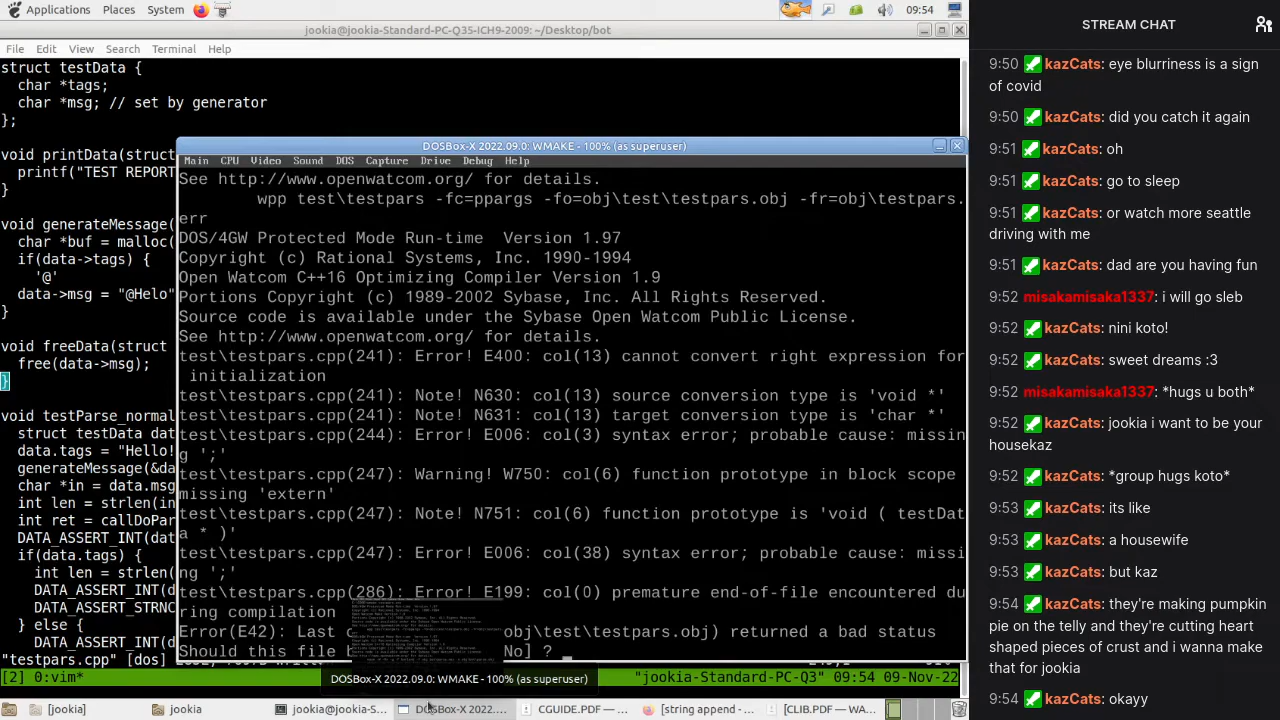 Applications Places System 09:54
jookia@jookia-Standard-PC-Q35-ICH9-2009: ~/Desktop/bot
File Edit View Search Terminal Help
struct testData {
char *tags;
char *msg; // set by generator
};
void printData(struct
printf("TEST REPORT
}
void generateMessage(
char *buf = malloc(
if(data->tags) {
'@'
data->msg = "@Helo"
}
void freeData(struct
free(data->msg);
}
void testParse_normal
struct testData dat
data.tags = "Hello!
generateMessage(&da
char *in = data.msg
int len = strlen(in
int ret = callDoPar
DATA_ASSERT_INT(dat
if(data.tags) {
int len = strlen(
DATA_ASSERT_INT(d
DATA_ASSERT_STRNC
} else {
DATA_ASSERT_INT(d
"testpars.cpp"
[2] 0:vim* "jookia-Standard-PC-Q3" 09:54 09-Nov-22
DOSBox-X 2022.09.0: WMAKE - 100% (as superuser)
Main CPU Video Sound DOS Capture Drive Debug Help
See http://www.openwatcom.org/ for details.
wpp test\testpars -fc=ppargs -fo=obj\test\testpars.obj -fr=obj\testpars.
err
DOS/4GW Protected Mode Run-time Version 1.97
Copyright (c) Rational Systems, Inc. 1990-1994
Open Watcom C++16 Optimizing Compiler Version 1.9
Portions Copyright (c) 1989-2002 Sybase, Inc. All Rights Reserved.
Source code is available under the Sybase Open Watcom Public License.
See http://www.openwatcom.org/ for details.
test\testpars.cpp(241): Error! E400: col(13) cannot convert right expression for
initialization
test\testpars.cpp(241): Note! N630: col(13) source conversion type is 'void *'
test\testpars.cpp(241): Note! N631: col(13) target conversion type is 'char *'
test\testpars.cpp(244): Error! E006: col(3) syntax error; probable cause: missin
g ';'
test\testpars.cpp(247): Warning! W750: col(6) function prototype in block scope
missing 'extern'
test\testpars.cpp(247): Note! N751: col(6) function prototype is 'void ( testDat
a * )'
test\testpars.cpp(247): Error! E006: col(38) syntax error; probable cause: missi
ng ';'
test\testpars.cpp(286): Error! E199: col(0) premature end-of-file encountered du
ring compilation
Error(E42): Last c obj\test\testpars.obj) returned a bad status
Should this file b No] ?
DOSBox-X 2022.09.0: WMAKE - 100% (as superuser)
[jookia] jookia jookia@jookia-S... DOSBox-X 2022.... CGUIDE.PDF — ... [string append - ... [CLIB.PDF — WA...
STREAM CHAT
9:50 kazCats: eye blurriness is a sign
of covid
9:50 kazCats: did you catch it again
9:51 kazCats: oh
9:51 kazCats: go to sleep
9:51 kazCats: or watch more seattle
driving with me
9:51 kazCats: dad are you having fun
9:52 misakamisaka1337: i will go sleb
9:52 kazCats: nini koto!
9:52 kazCats: sweet dreams :3
9:52 misakamisaka1337: *hugs u both*
9:52 kazCats: jookia i want to be your
housekaz
9:52 kazCats: *group hugs koto*
9:53 kazCats: its like
9:53 kazCats: a housewife
9:53 kazCats: but kaz
9:54 kazCats: they're making pumpkin
pie on the telly and they're cutting heart
shaped pieces of crust and i wanna make
that for jookia
9:54 kazCats: okayy